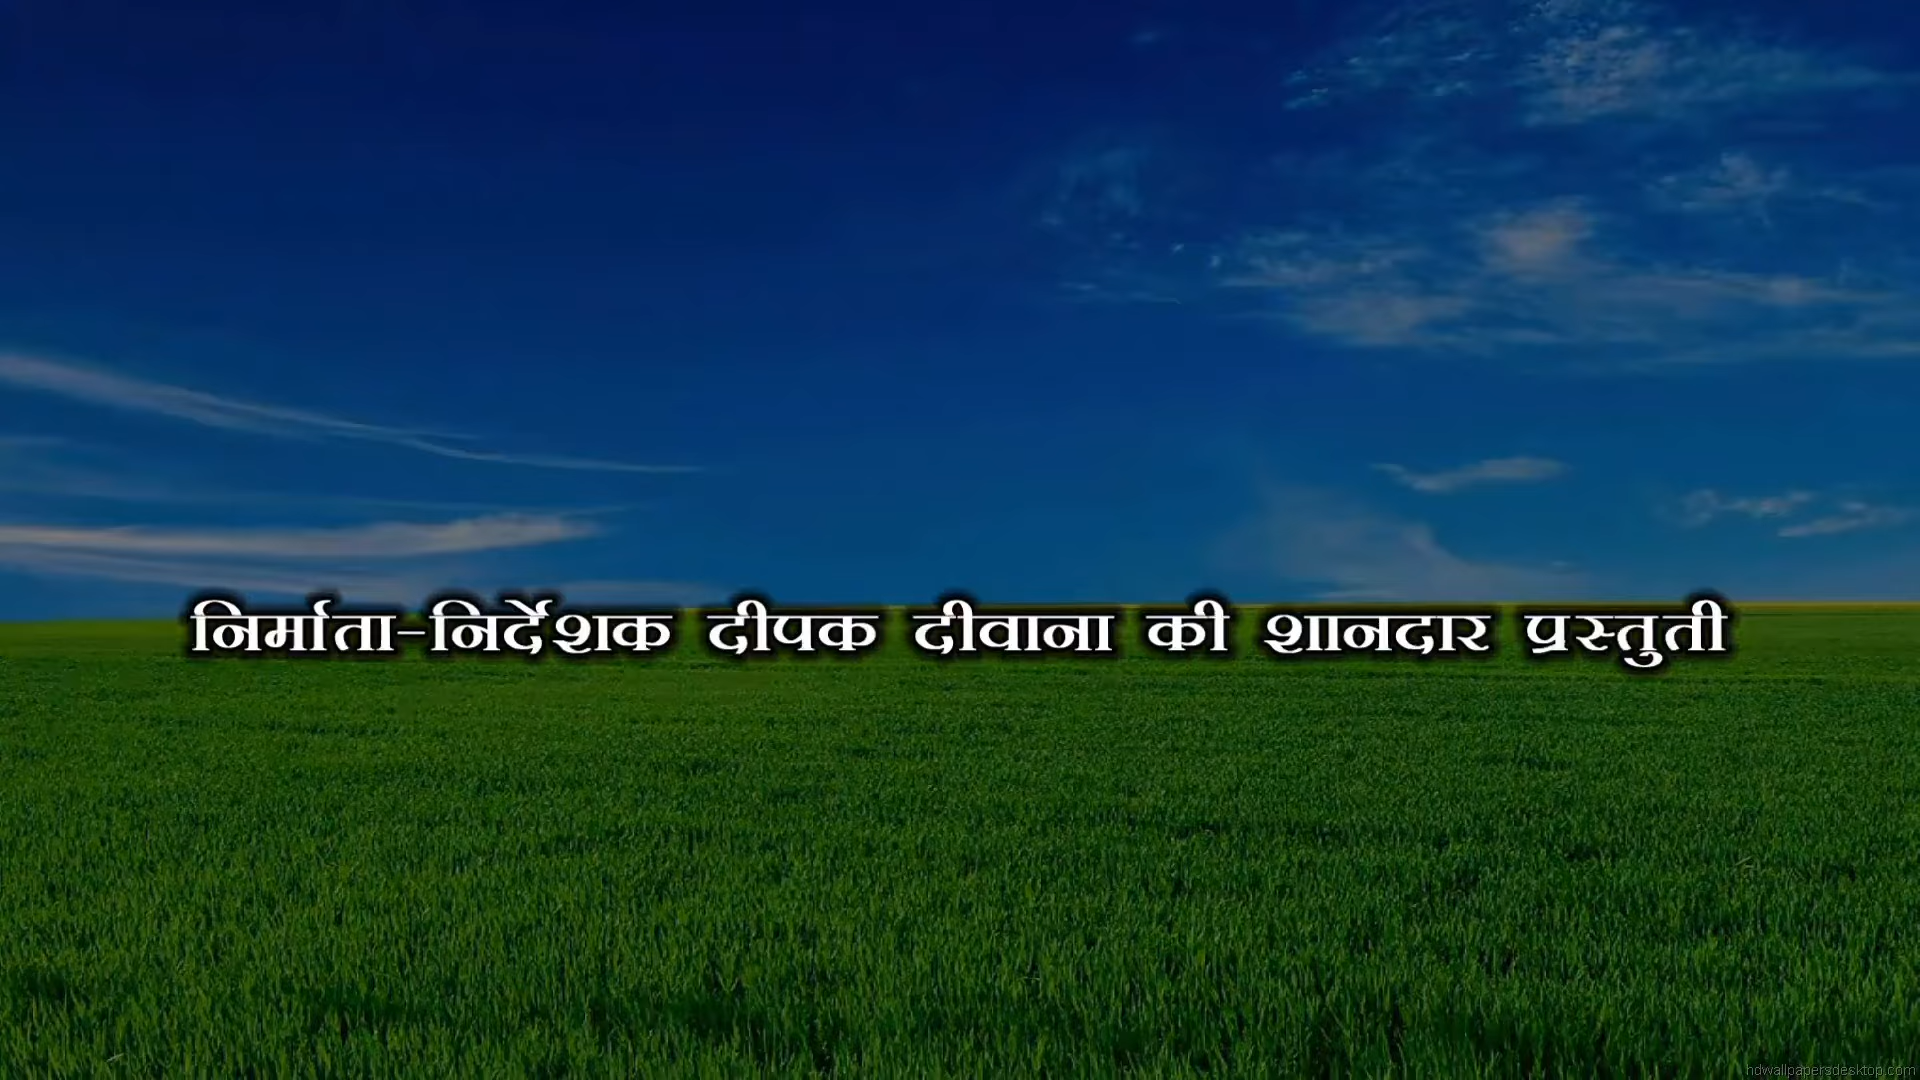 निर्माता-निर्देशक दीपक दीवाना की शानदार प्रस्तुती
hdwallpapersdesktop.com